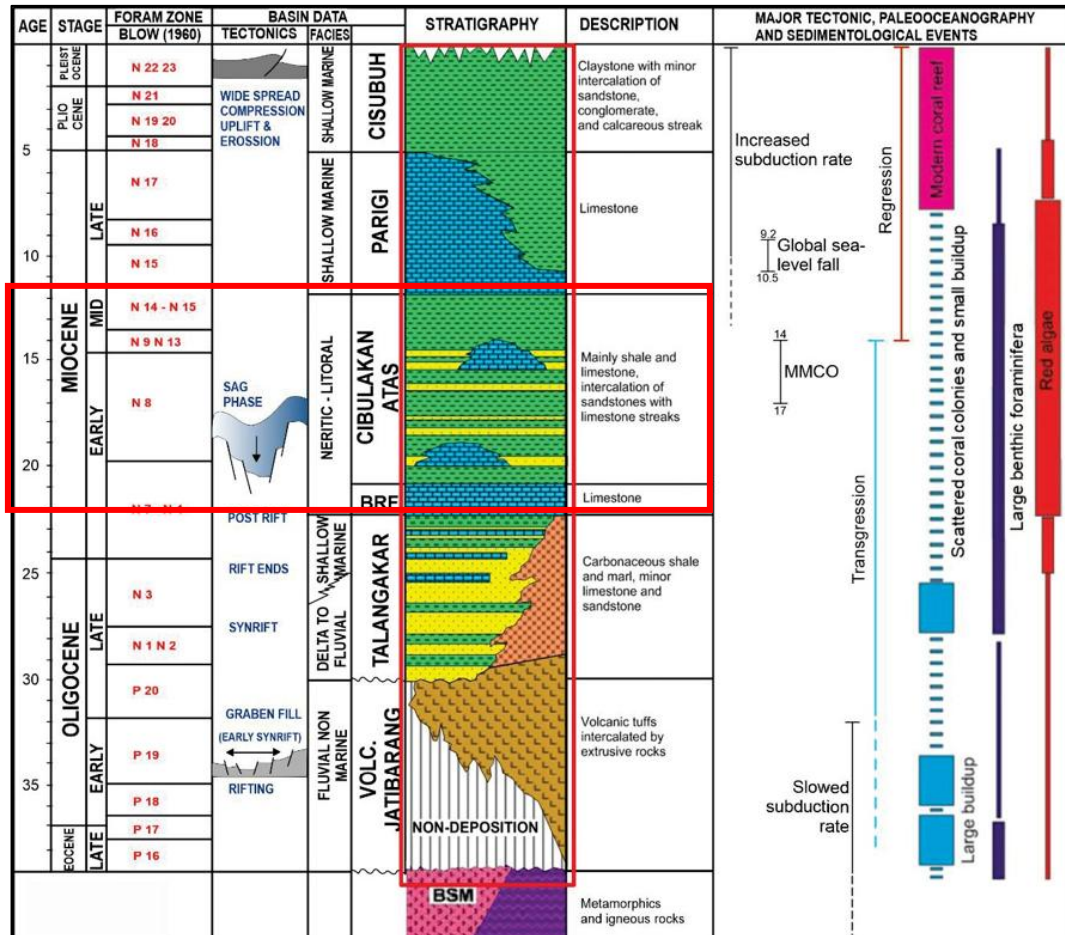 AGE
STAGE
FORAM ZONE
BLOW (1960)
BASIN DATA
TECTONICS
FACIES
STRATIGRAPHY
DESCRIPTION
MAJOR TECTONIC, PALEOOCEANOGRAPHY
AND SEDIMENTOLOGICAL EVENTS
5
10
15
20
25
30
35
PLEIST
OCENE
PLIO
CENE
MIOCENE
LATE
MID
EARLY
OLIGOCENE
LATE
EARLY
EOCENE
LATE
N 22 23
N 21
N 19 20
N 18
N 17
N 16
N 15
N 14 - N 15
N 9 N 13
N 8
N 3
N 1 N 2
P 20
P 19
P 18
P 17
P 16
WIDE SPREAD
COMPRESSION
UPLIFT &
EROSSION
SAG
PHASE
POST RIFT
RIFT ENDS
SYNRIFT
GRABEN FILL
(EARLY SYNRIFT)
RIFTING
SHALLOW MARINE
SHALLOW MARINE
NERITIC - LITORAL
SHALLOW
MARINE
DELTA TO
FLUVIAL
FLUVIAL NON
MARINE
CISUBUH
PARIGI
CIBULAKAN
ATAS
BRF
TALANGAKAR
VOLC.
JATIBARANG
NON-DEPOSITION
BSM
Claystone with minor
intercalation of
sandstone,
conglomerate,
and calcareous streak
Limestone
Mainly shale and
limestone,
intercalation of
sandstones with
limestone streaks
Limestone
Carbonaceous shale
and marl, minor
limestone and
sandstone
Volcanic tuffs
intercalated by
extrusive rocks
Metamorphics
and igneous rocks
Increased
subduction rate
9.2
Global sea-
level fall
10.5
14
MMCO
17
Slowed
subduction
rate
Regression
Transgression
Modern coral reef
Scattered coral colonies and small buildup
Large buildup
Large benthic foraminifera
Red algae